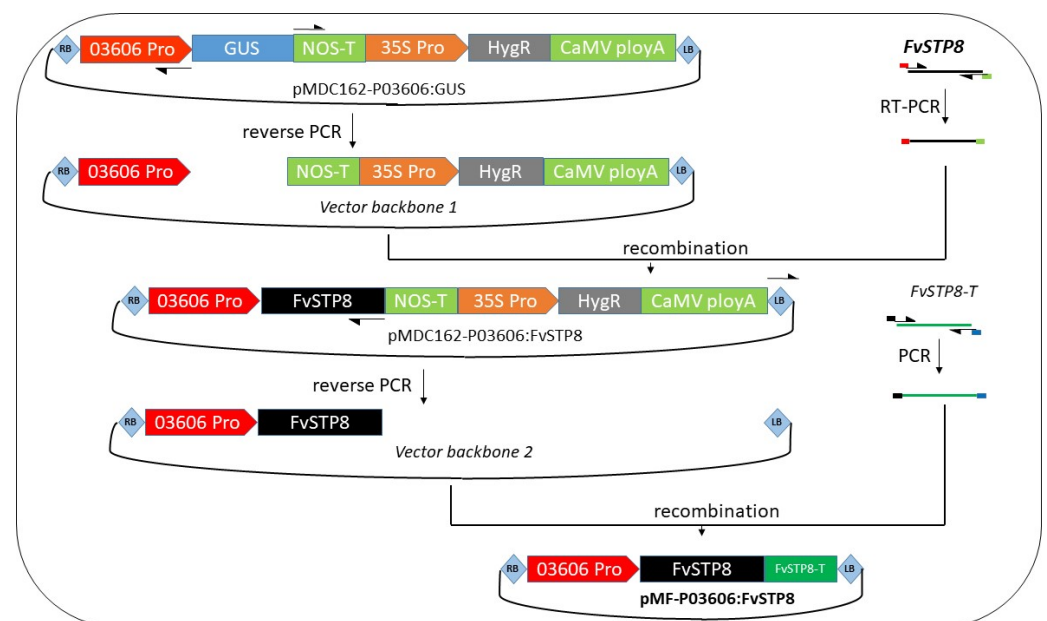 RB 03606 Pro GUS NOS-T 35S Pro HygR CaMV ployA LB
pMDC162-P03606:GUS
FvSTP8
reverse PCR
RT-PCR
RB 03606 Pro NOS-T 35S Pro HygR CaMV ployA LB
Vector backbone 1
recombination
RB 03606 Pro FvSTP8 NOS-T 35S Pro HygR CaMV ployA LB
pMDC162-P03606:FvSTP8
FvSTP8-T
reverse PCR
PCR
RB 03606 Pro FvSTP8 LB
Vector backbone 2
recombination
RB 03606 Pro FvSTP8 FvSTP8-T LB
pMF-P03606:FvSTP8